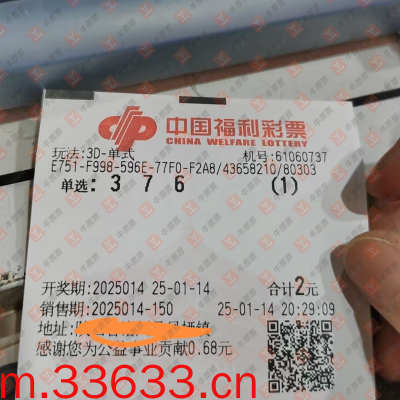 中国福利彩票
CHINA WELFARE LOTTERY
玩法:3D-单式 机号:61060737
E751-F998-596E-77F0-F2A8/43658210/80303
单选: 3 7 6 (1)
开奖期:2025014 25-01-14 合计2元
销售期:2025014-150 25-01-14 20:29:09
地址:
感谢您为公益事业贡献0.68元
m.33633.cn